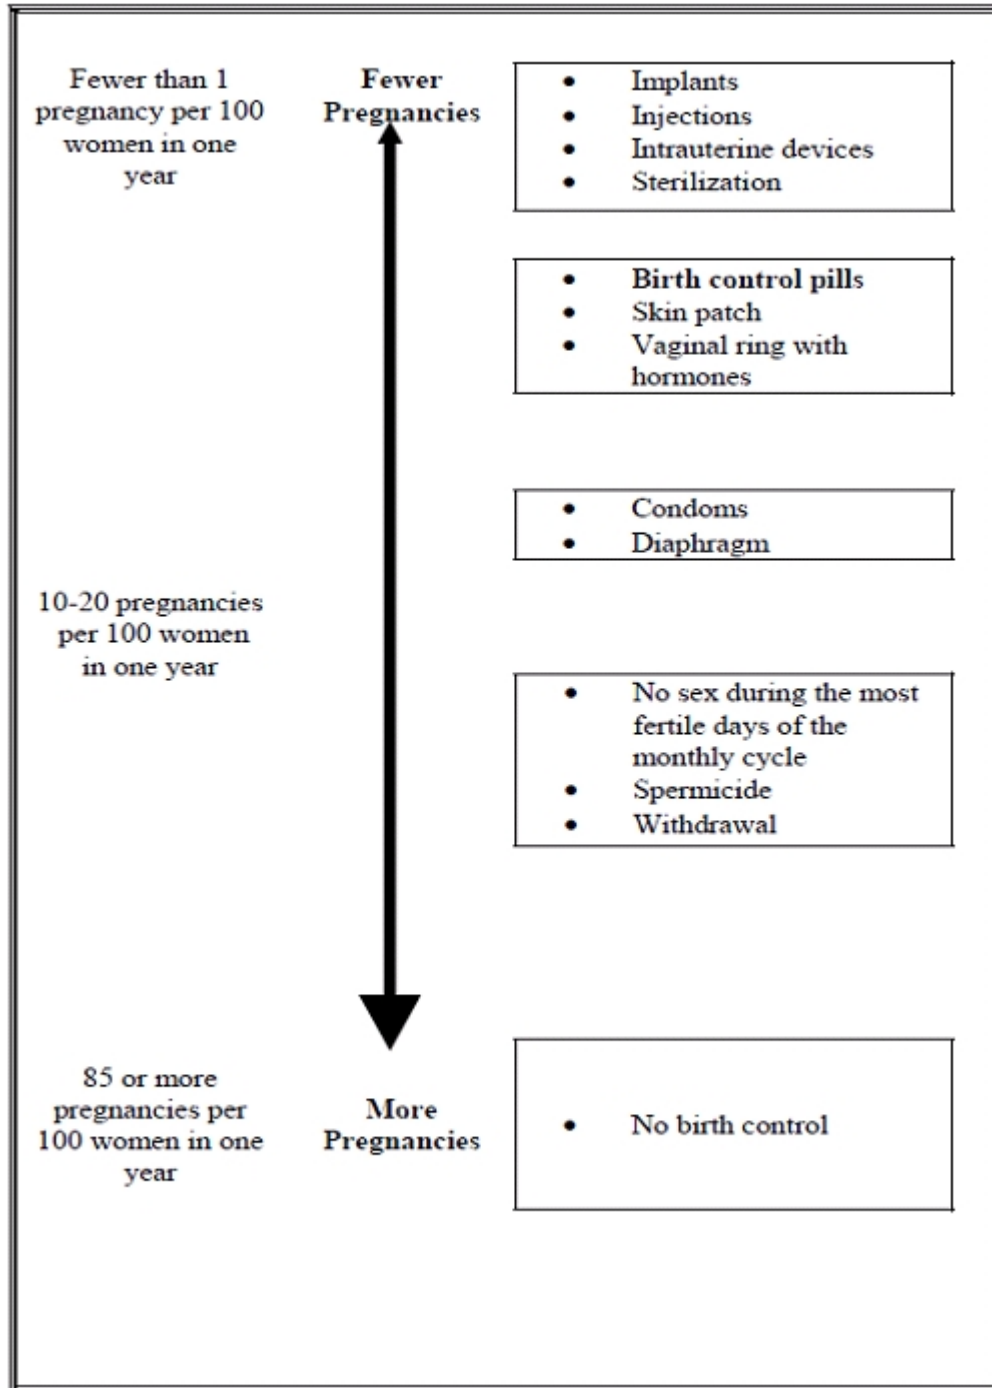 Fewer than 1
pregnancy per 100
women in one
year
Fewer
Pregnancies
• Implants
• Injections
• Intrauterine devices
• Sterilization
• Birth control pills
• Skin patch
• Vaginal ring with
hormones
• Condoms
• Diaphragm
10-20 pregnancies
per 100 women
in one year
• No sex during the most
fertile days of the
monthly cycle
• Spermicide
• Withdrawal
85 or more
pregnancies per
100 women in one
year
More
Pregnancies
• No birth control